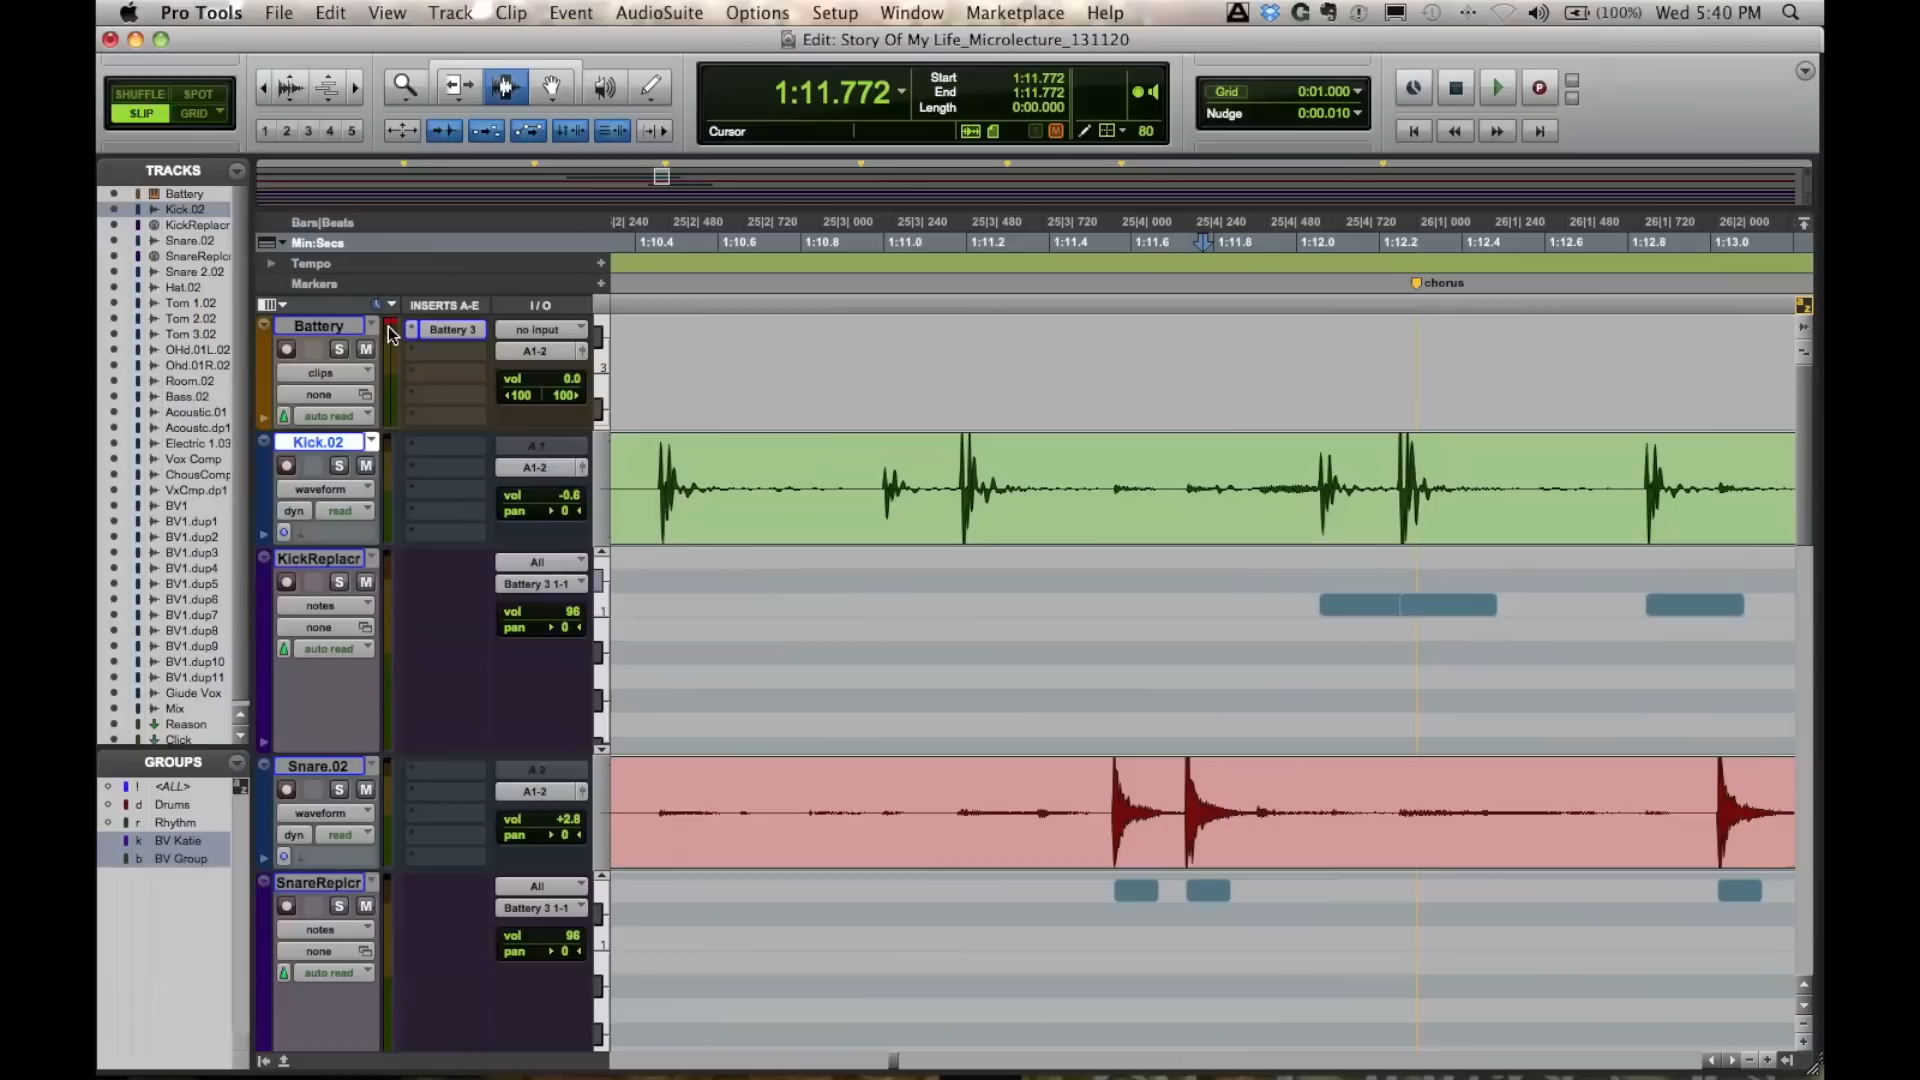 Pro Tools File Edit View Track Clip Event AudioSuite Options Setup Window Marketplace Help (100%) Wed 5:40 PM
Edit: Story Of My Life_Microlecture_131120
SHUFFLE SPOT
SLIP GRID
1 2 3 4 5
1:11.772
Start 1:11.772
End 1:11.772
Length 0:00.000
Cursor 80
Grid 0:01.000
Nudge 0:00.010
TRACKS
Battery
Kick.02
KickReplacr
Snare.02
SnareReplc
Snare 2.02
Hat.02
Tom 1.02
Tom 2.02
Tom 3.02
OHd.01L.02
Ohd.01R.02
Room.02
Bass.02
Acoustic.01
Acoustc.dp1
Electric 1.03
Vox Comp
ChousComp
VxCmp.dp1
BV1
BV1.dup1
BV1.dup2
BV1.dup3
BV1.dup4
BV1.dup5
BV1.dup6
BV1.dup7
BV1.dup8
BV1.dup9
BV1.dup10
BV1.dup11
Giude Vox
Mix
Reason
Click
GROUPS
! <ALL>
d Drums
r Rhythm
k BV Katie
b BV Group
Bars|Beats |2| 240 25|2| 480 25|2| 720 25|3| 000 25|3| 240 25|3| 480 25|3| 720 25|4| 000 25|4| 240 25|4| 480 25|4| 720 26|1| 000 26|1| 240 26|1| 480 26|1| 720 26|2| 000
Min:Secs 1:10.4 1:10.6 1:10.8 1:11.0 1:11.2 1:11.4 1:11.6 1:11.8 1:12.0 1:12.2 1:12.4 1:12.6 1:12.8 1:13.0
Tempo
Markers chorus
INSERTS A-E I / O
Battery Battery 3 no input
S M A1-2
clips vol 0.0
none 100 100
auto read
3
Kick.02 A 1
S M A1-2
waveform vol -0.6
dyn read pan 0
KickReplacr All
S M Battery 3 1-1
notes vol 96
none pan 0
auto read
1
Snare.02 A 2
S M A1-2
waveform vol +2.8
dyn read pan 0
SnareReplcr All
S M Battery 3 1-1
notes vol 96
none pan 0
auto read
1